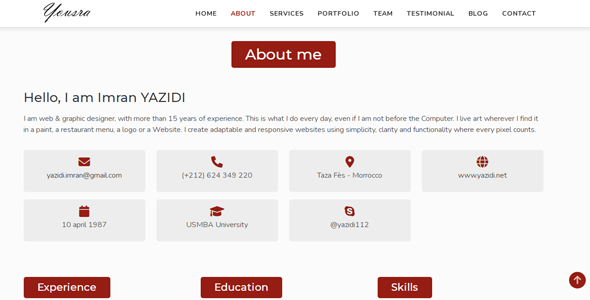 Yousra
HOME ABOUT SERVICES PORTFOLIO TEAM TESTIMONIAL BLOG CONTACT
About me
Hello, I am Imran YAZIDI
I am web & graphic designer, with more than 15 years of experience. This is what I do every day, even if I am not before the Computer. I live art wherever I find it
in a paint, a restaurant menu, a logo or a Website. I create adaptable and responsive websites using simplicity, clarity and functionality where every pixel counts.
yazidi.imran@gmail.com
(+212) 624 349 220
Taza Fès - Morrocco
www.yazidi.net
10 april 1987
USMBA University
@yazidi112
Experience
Education
Skills